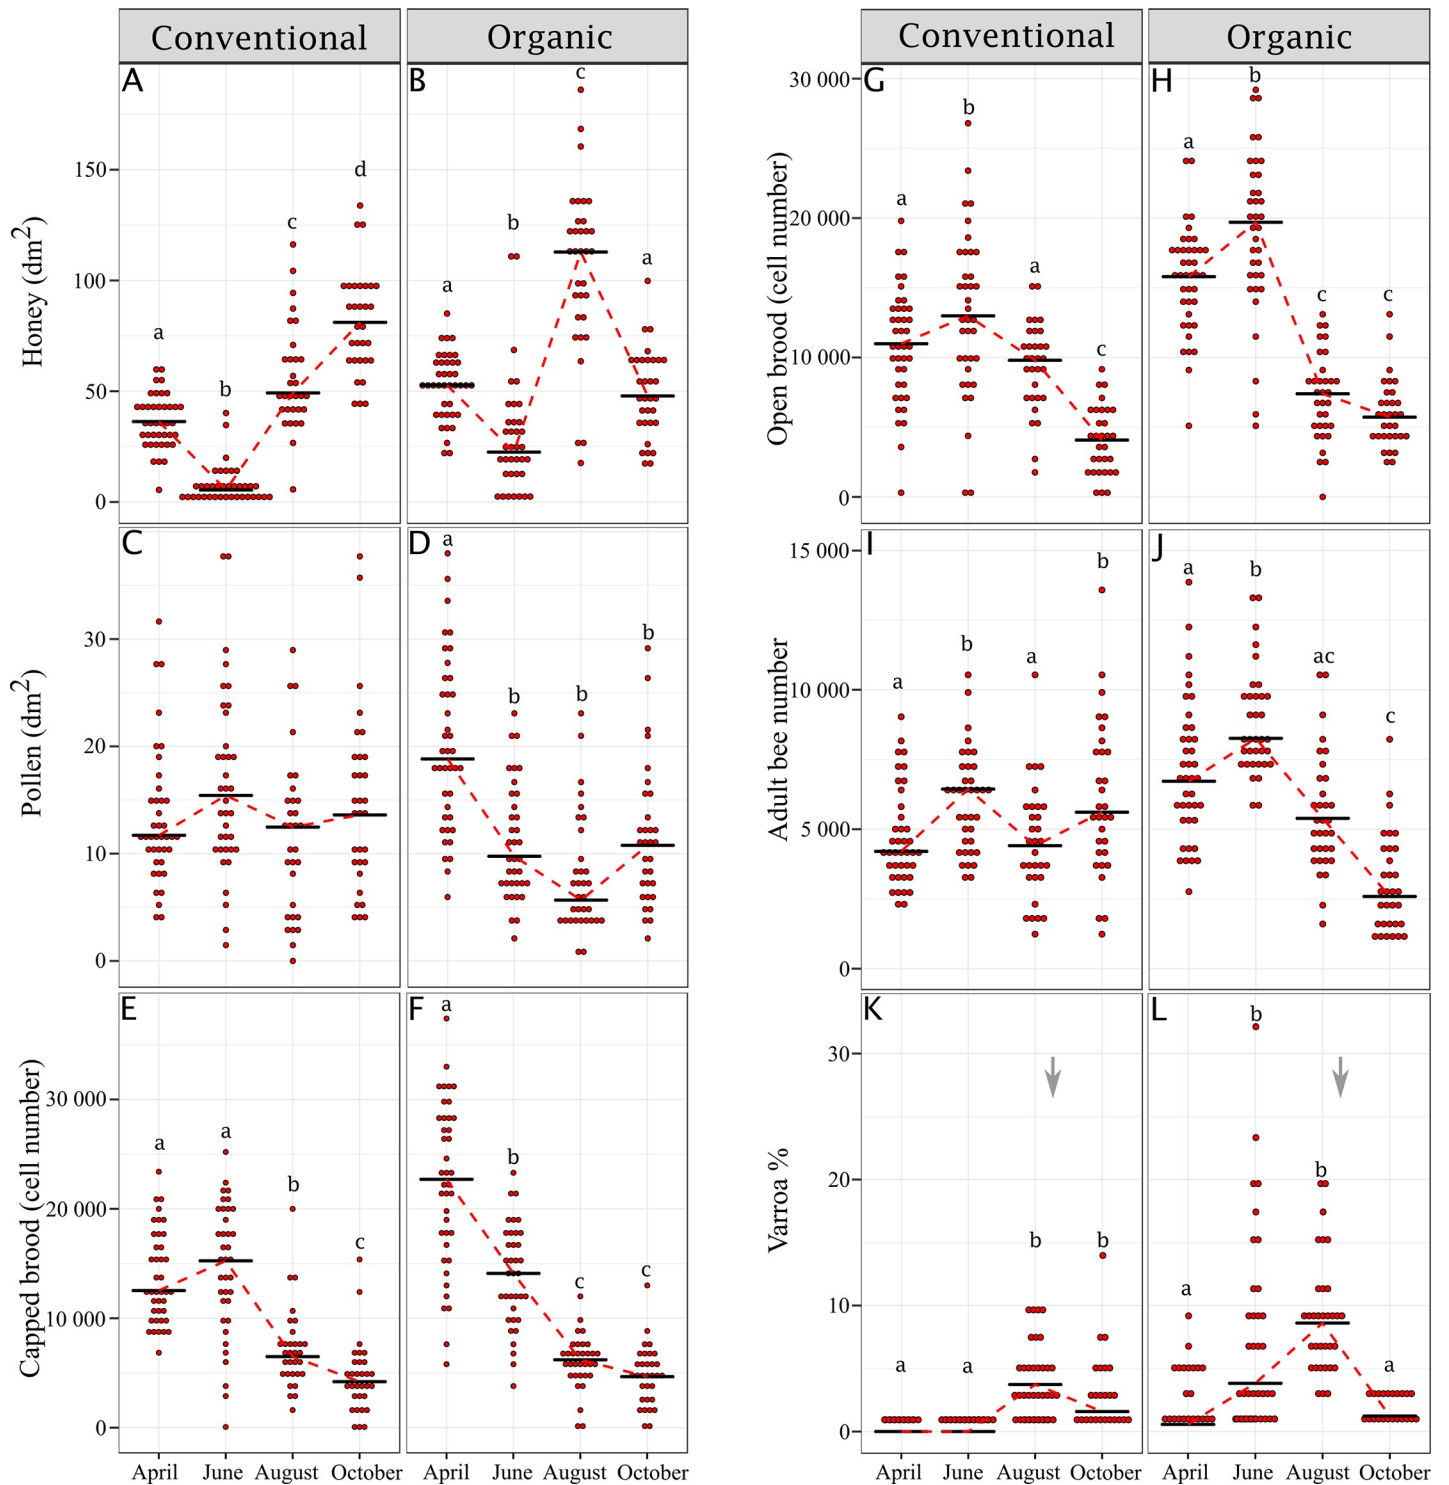 Conventional Organic Conventional Organic
A B G H
Honey (dm2)
150
100
50
0
a b c d
a b c a
Open brood (cell number)
30 000
20 000
10 000
0
a b a c
a b c c
C D I J
Pollen (dm2)
30
20
10
0
a b b b
Adult bee number
15 000
10 000
5 000
0
a b a b
a b ac c
E F K L
Capped brood (cell number)
30 000
20 000
10 000
0
a a b c
a b c c
Varroa %
30
20
10
0
a a b b
a b b a
April June August October April June August October April June August October April June August October